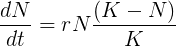 dN/dt = rN (K − N)/K